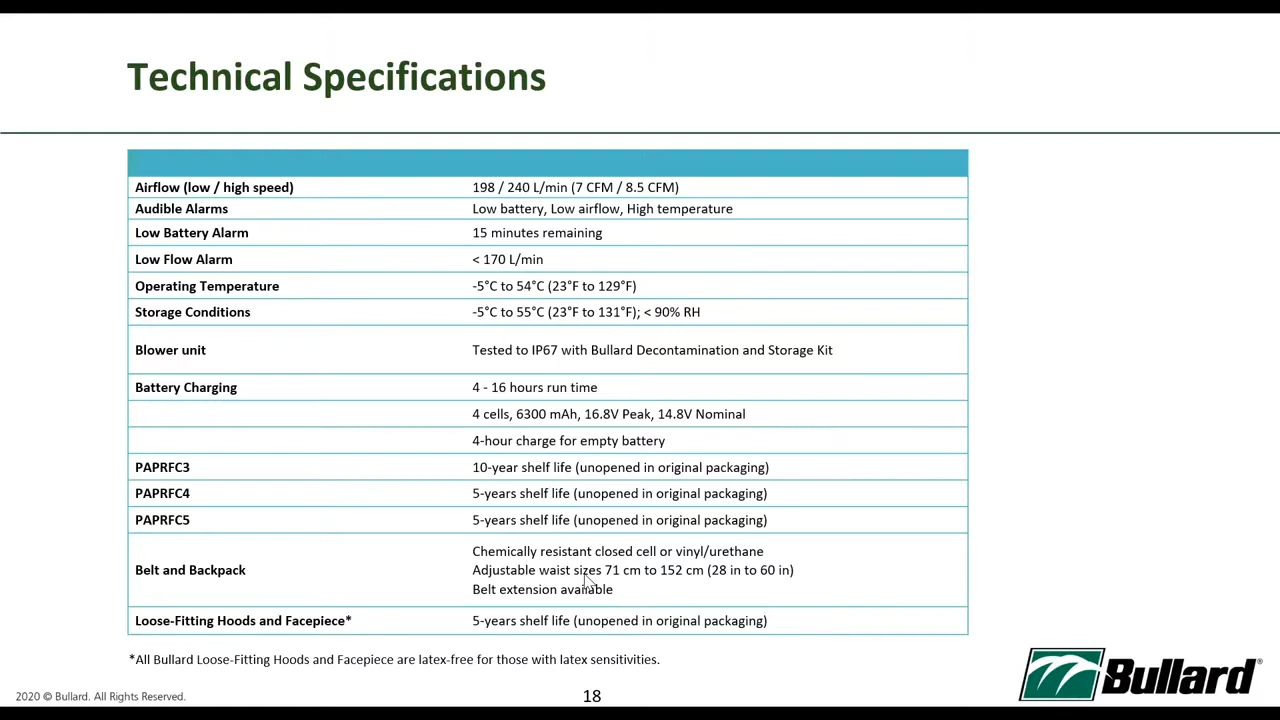 Technical Specifications
Airflow (low / high speed) 198 / 240 L/min (7 CFM / 8.5 CFM)
Audible Alarms Low battery, Low airflow, High temperature
Low Battery Alarm 15 minutes remaining
Low Flow Alarm < 170 L/min
Operating Temperature -5°C to 54°C (23°F to 129°F)
Storage Conditions -5°C to 55°C (23°F to 131°F); < 90% RH
Blower unit Tested to IP67 with Bullard Decontamination and Storage Kit
Battery Charging 4 - 16 hours run time
4 cells, 6300 mAh, 16.8V Peak, 14.8V Nominal
4-hour charge for empty battery
PAPRFC3 10-year shelf life (unopened in original packaging)
PAPRFC4 5-years shelf life (unopened in original packaging)
PAPRFC5 5-years shelf life (unopened in original packaging)
Belt and Backpack
Chemically resistant closed cell or vinyl/urethane
Adjustable waist sizes 71 cm to 152 cm (28 in to 60 in)
Belt extension available
Loose-Fitting Hoods and Facepiece* 5-years shelf life (unopened in original packaging)
*All Bullard Loose-Fitting Hoods and Facepiece are latex-free for those with latex sensitivities.
2020 © Bullard. All Rights Reserved.
18
Bullard®